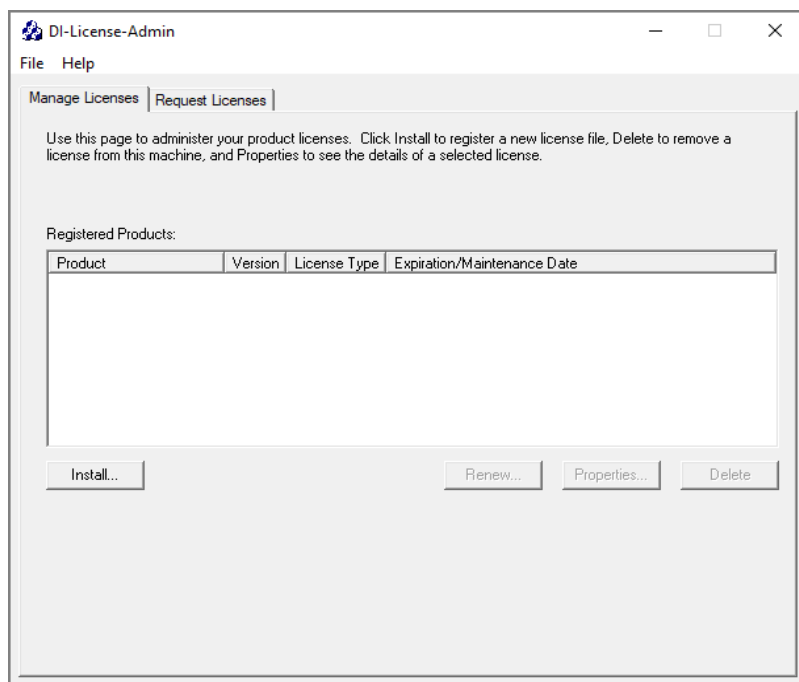 DI-License-Admin
File Help
Manage Licenses Request Licenses
Use this page to administer your product licenses. Click Install to register a new license file, Delete to remove a
license from this machine, and Properties to see the details of a selected license.
Registered Products:
Product Version License Type Expiration/Maintenance Date
Install... Renew... Properties... Delete